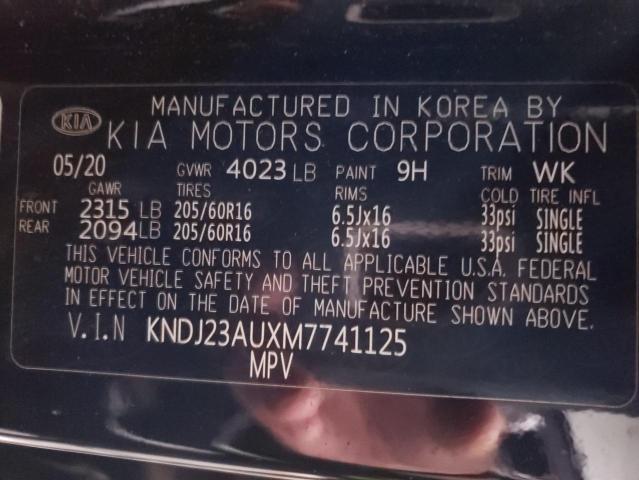 MANUFACTURED IN KOREA BY
KIA KIA MOTORS CORPORATION
05/20 GVWR 4023 LB PAINT 9H TRIM WK
GAWR TIRES RIMS COLD TIRE INFL
FRONT 2315 LB 205/60R16 6.5Jx16 33psi SINGLE
REAR 2094 LB 205/60R16 6.5Jx16 33psi SINGLE
THIS VEHICLE CONFORMS TO ALL APPLICABLE U.S.A. FEDERAL
MOTOR VEHICLE SAFETY AND THEFT PREVENTION STANDARDS
IN EFFECT ON THE DATE OF MANUFACTURE SHOWN ABOVE.
V.I.N KNDJ23AUXM7741125
MPV